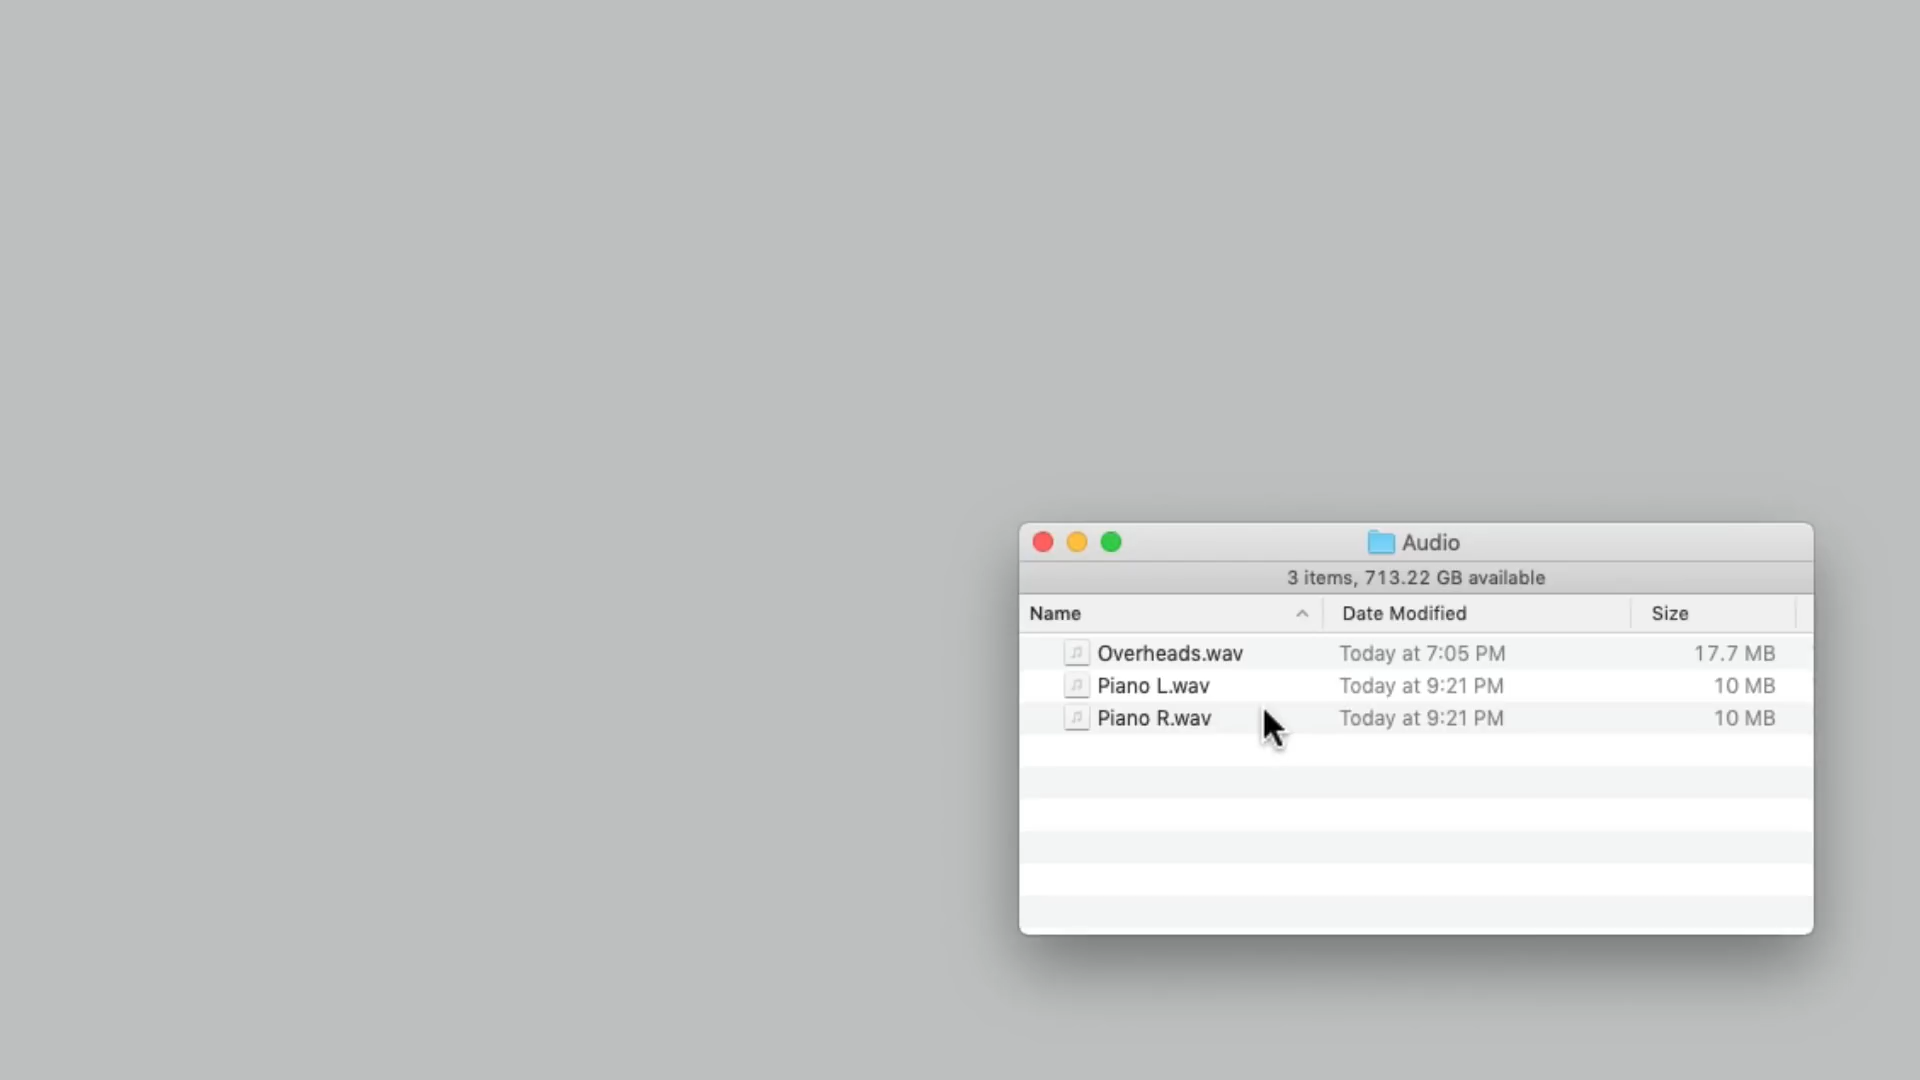 Audio
3 items, 713.22 GB available
Name Date Modified Size
Overheads.wav Today at 7:05 PM 17.7 MB
Piano L.wav Today at 9:21 PM 10 MB
Piano R.wav Today at 9:21 PM 10 MB